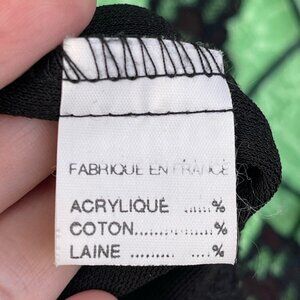 FABRIQUE EN FRANCE
ACRYLIQUE ......%
COTON..............%
LAINE ......... ....%